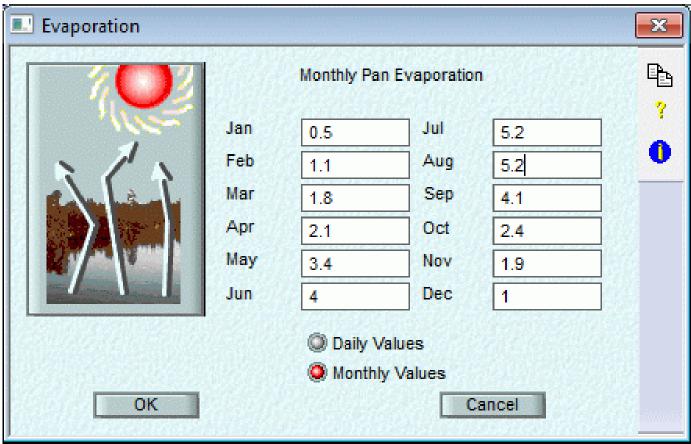 Evaporation
Monthly Pan Evaporation
Jan 0.5 Jul 5.2
Feb 1.1 Aug 5.2
Mar 1.8 Sep 4.1
Apr 2.1 Oct 2.4
May 3.4 Nov 1.9
Jun 4 Dec 1
Daily Values
Monthly Values
OK Cancel
?
i